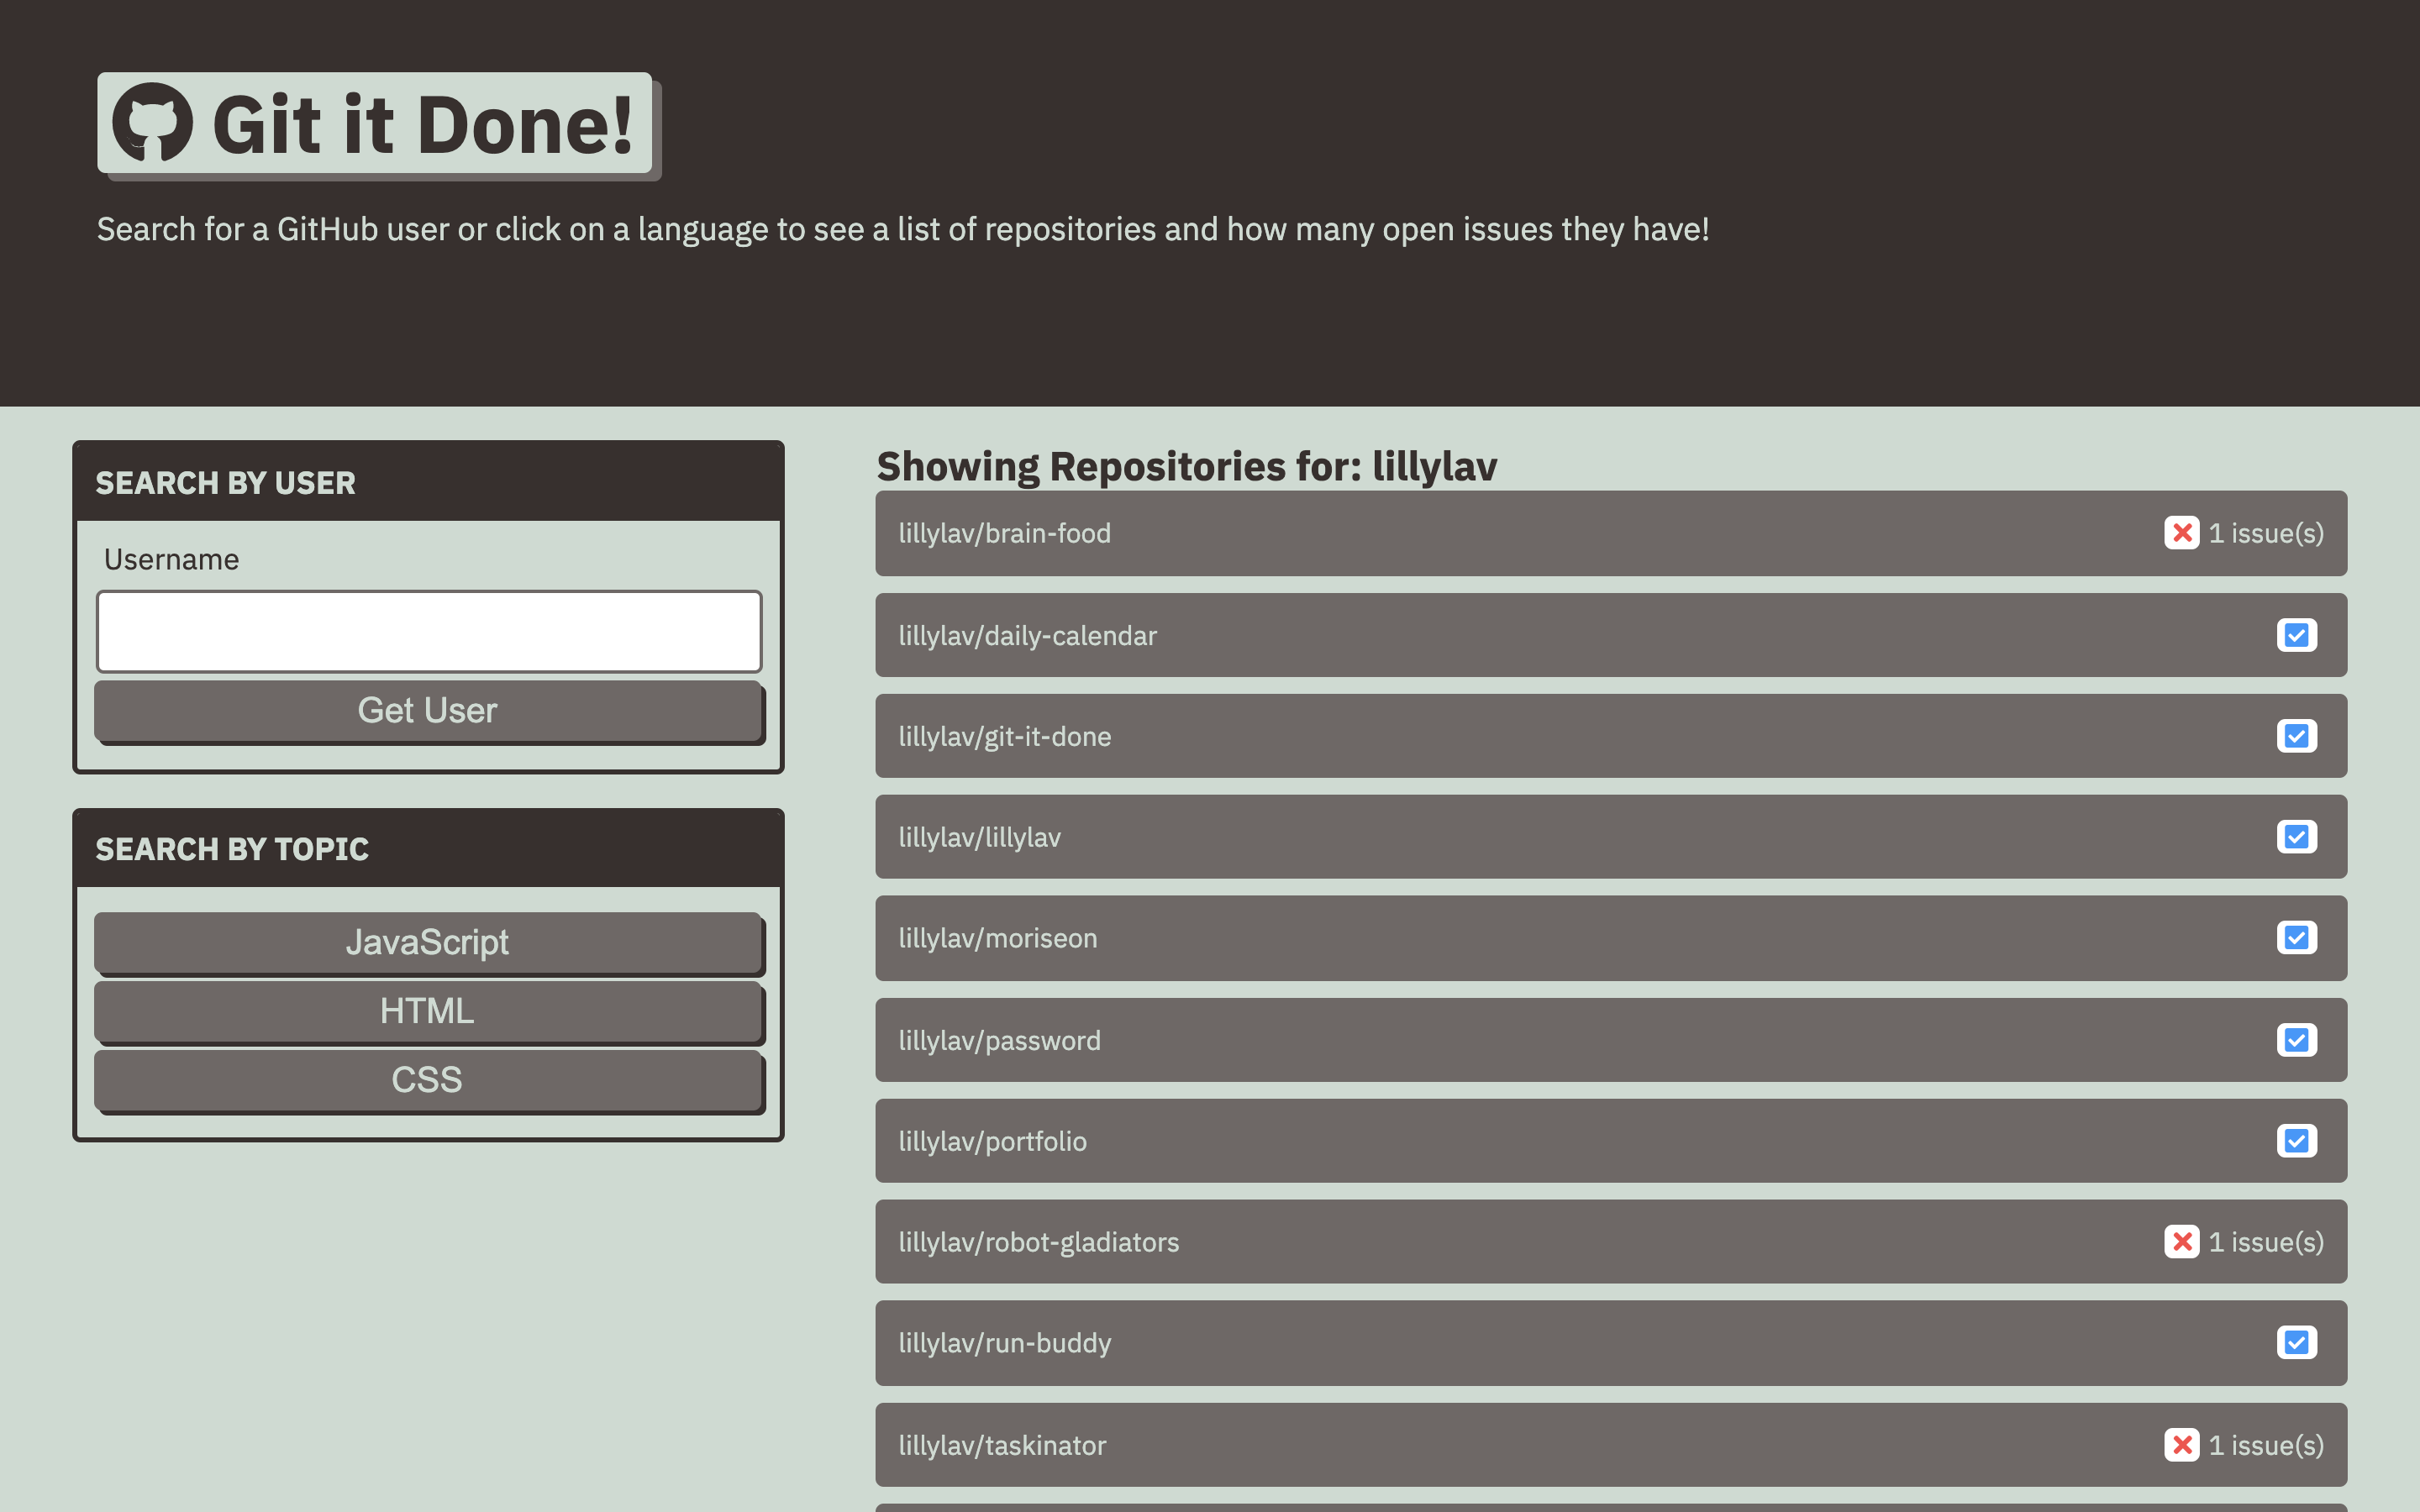 Git it Done!
Search for a GitHub user or click on a language to see a list of repositories and how many open issues they have!
SEARCH BY USER
Username
Get User
SEARCH BY TOPIC
JavaScript
HTML
CSS
Showing Repositories for: lillylav
lillylav/brain-food 1 issue(s)
lillylav/daily-calendar
lillylav/git-it-done
lillylav/lillylav
lillylav/moriseon
lillylav/password
lillylav/portfolio
lillylav/robot-gladiators 1 issue(s)
lillylav/run-buddy
lillylav/taskinator 1 issue(s)